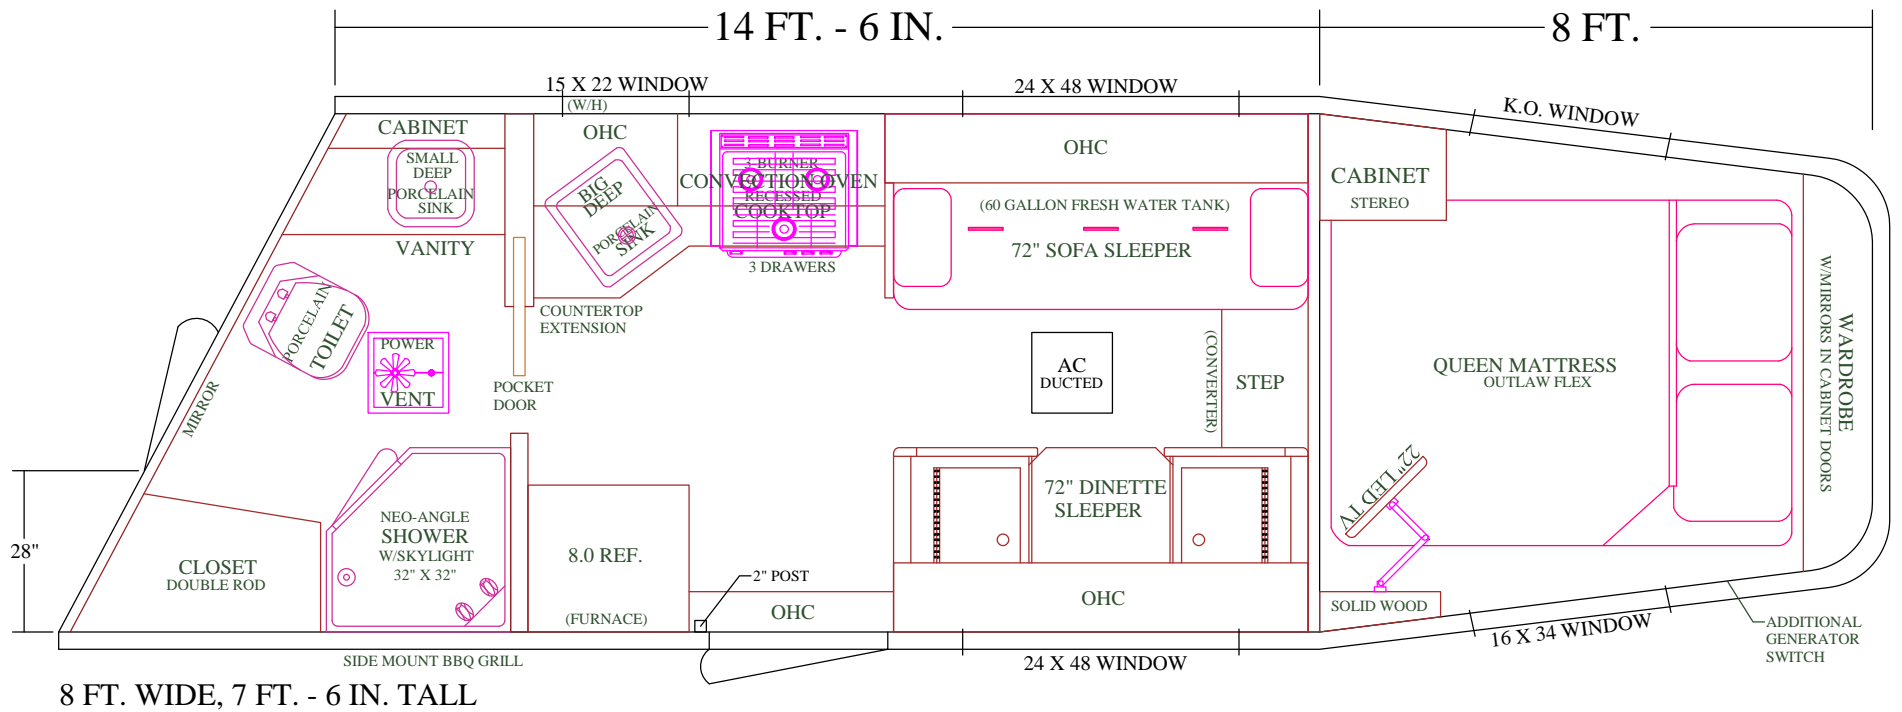 14 FT. - 6 IN.
8 FT.
15 X 22 WINDOW
(W/H)
24 X 48 WINDOW
K.O. WINDOW
CABINET
OHC
OHC
SMALL
DEEP
PORCELAIN
SINK
BIG
DEEP
PORCELAIN
SINK
3 BURNER
CONVECTION OVEN
RECESSED
COOKTOP
3 DRAWERS
(60 GALLON FRESH WATER TANK)
72" SOFA SLEEPER
CABINET
STEREO
VANITY
COUNTERTOP
EXTENSION
PORCELAIN
TOILET
POWER
VENT
POCKET
DOOR
MIRROR
AC
DUCTED
(CONVERTER)
STEP
QUEEN MATTRESS
OUTLAW FLEX
WARDROBE
W/MIRRORS IN CABINET DOORS
22" LED TV
28"
CLOSET
DOUBLE ROD
NEO-ANGLE
SHOWER
W/SKYLIGHT
32" X 32"
8.0 REF.
(FURNACE)
2" POST
OHC
72" DINETTE
SLEEPER
OHC
SOLID WOOD
16 X 34 WINDOW
ADDITIONAL
GENERATOR
SWITCH
SIDE MOUNT BBQ GRILL
24 X 48 WINDOW
8 FT. WIDE, 7 FT. - 6 IN. TALL